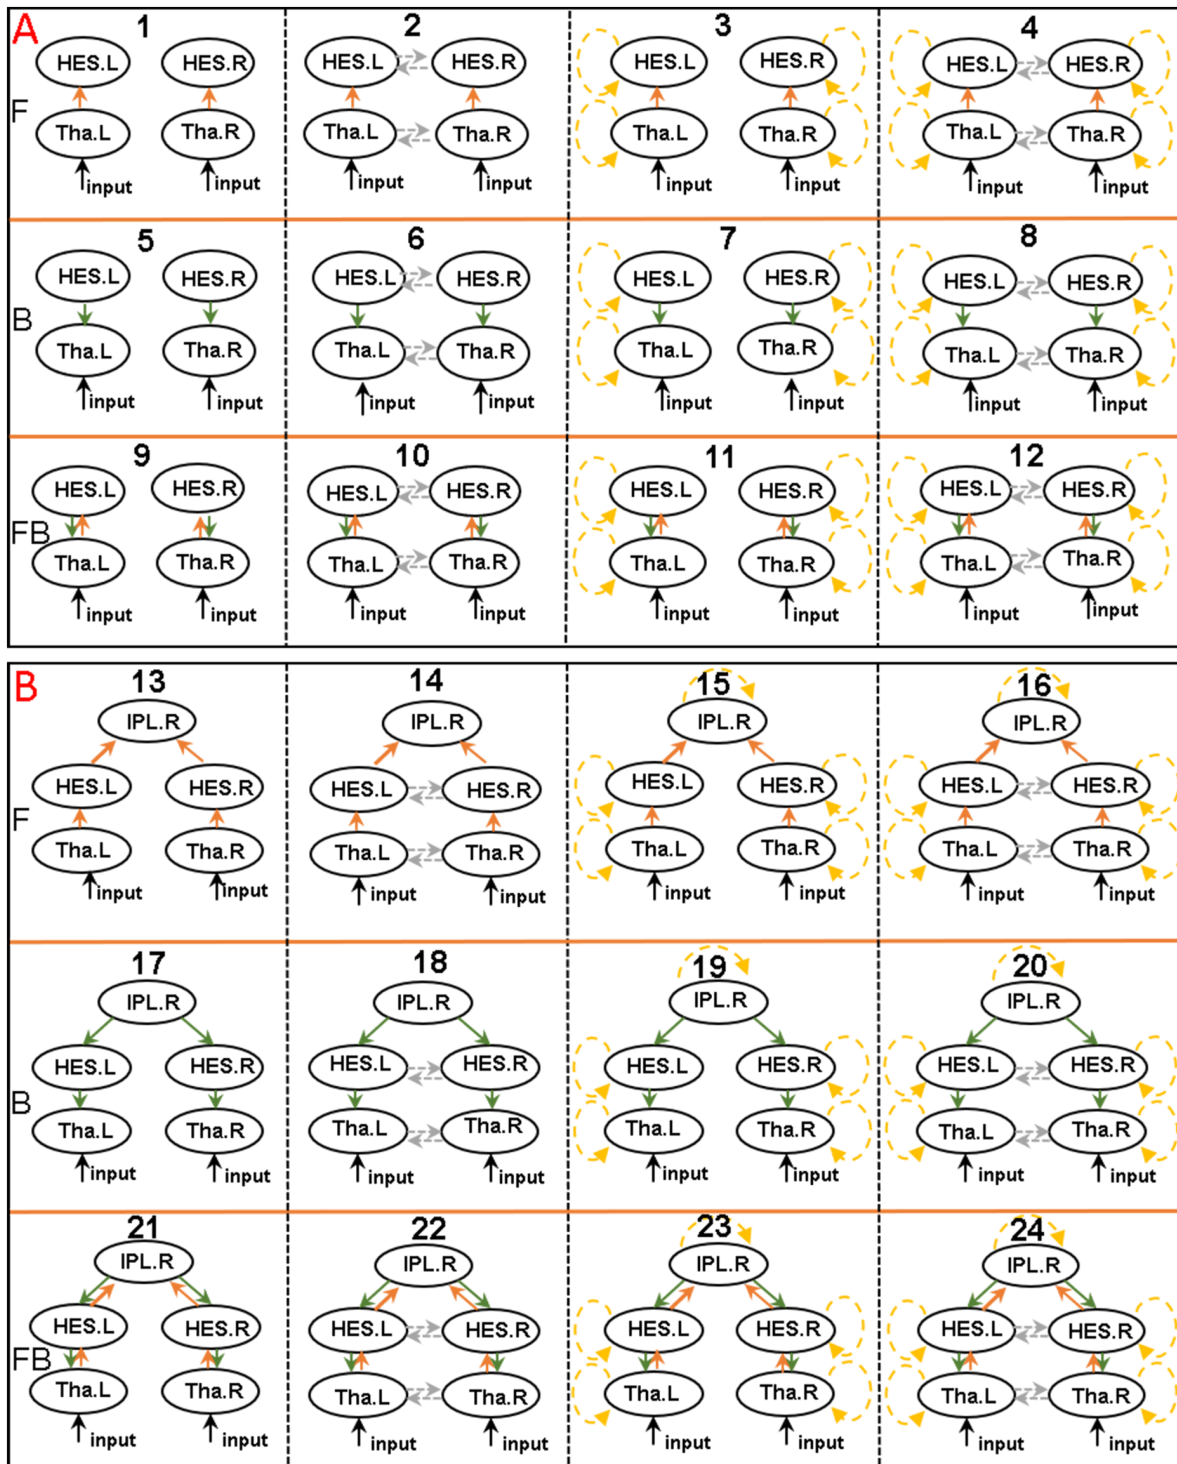 A
1 2 3 4
F
HES.L HES.R HES.L HES.R HES.L HES.R HES.L HES.R
Tha.L Tha.R Tha.L Tha.R Tha.L Tha.R Tha.L Tha.R
input input input input input input input input
5 6 7 8
B
HES.L HES.R HES.L HES.R HES.L HES.R HES.L HES.R
Tha.L Tha.R Tha.L Tha.R Tha.L Tha.R Tha.L Tha.R
input input input input input input input input
9 10 11 12
FB
HES.L HES.R HES.L HES.R HES.L HES.R HES.L HES.R
Tha.L Tha.R Tha.L Tha.R Tha.L Tha.R Tha.L Tha.R
input input input input input input input input
B
13 14 15 16
IPL.R IPL.R IPL.R IPL.R
F
HES.L HES.R HES.L HES.R HES.L HES.R HES.L HES.R
Tha.L Tha.R Tha.L Tha.R Tha.L Tha.R Tha.L Tha.R
input input input input input input input input
17 18 19 20
IPL.R IPL.R IPL.R IPL.R
B
HES.L HES.R HES.L HES.R HES.L HES.R HES.L HES.R
Tha.L Tha.R Tha.L Tha.R Tha.L Tha.R Tha.L Tha.R
input input input input input input input input
21 22 23 24
IPL.R IPL.R IPL.R IPL.R
FB
HES.L HES.R HES.L HES.R HES.L HES.R HES.L HES.R
Tha.L Tha.R Tha.L Tha.R Tha.L Tha.R Tha.L Tha.R
input input input input input input input input